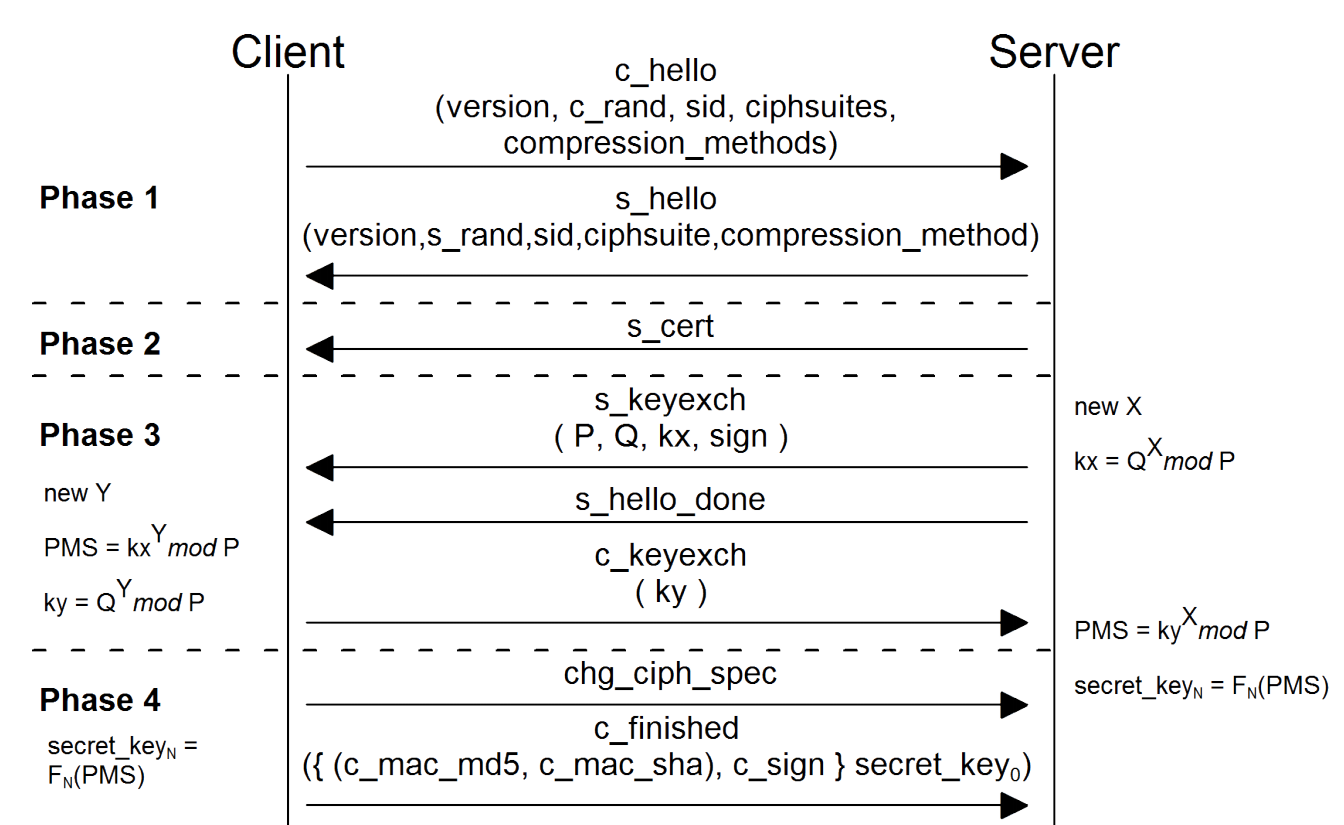 Client
Server
c_hello
(version, c_rand, sid, ciphsuites,
compression_methods)
Phase 1
s_hello
(version,s_rand,sid,ciphsuite,compression_method)
Phase 2
s_cert
s_keyexch
( P, Q, kx, sign )
new X
kx = Q^X mod P
Phase 3
new Y
s_hello_done
PMS = kx^Y mod P
c_keyexch
( ky )
ky = Q^Y mod P
PMS = ky^X mod P
chg_ciph_spec
secret_key_N = F_N(PMS)
Phase 4
c_finished
secret_key_N =
F_N(PMS)
({ (c_mac_md5, c_mac_sha), c_sign } secret_key_0)